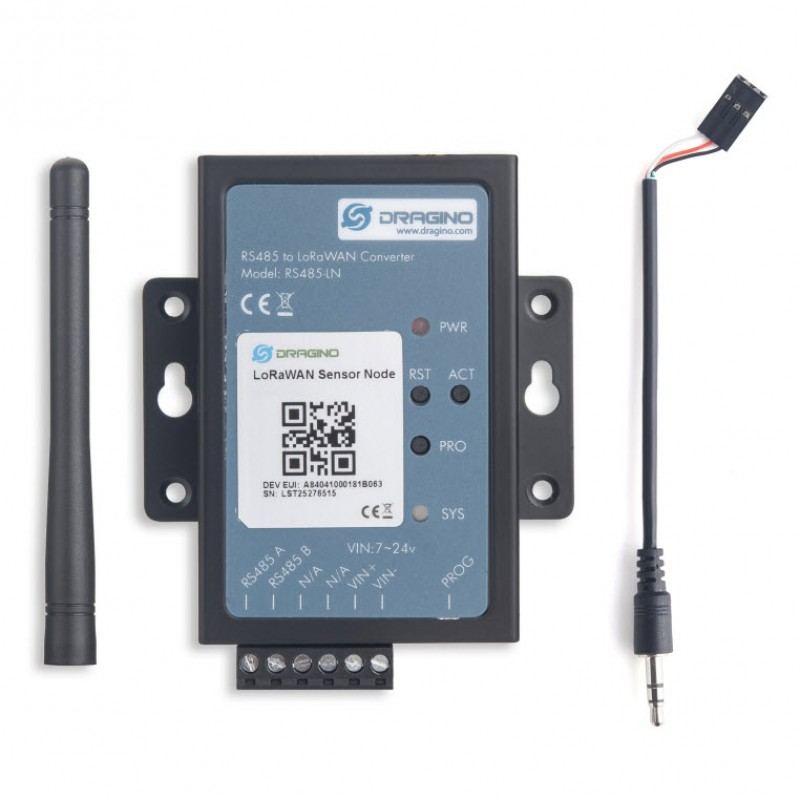 DRAGINO
www.dragino.com
RS485 to LoRaWAN Converter
Model: RS485-LN
CE
PWR
DRAGINO
LoRaWAN Sensor Node
RST ACT
PRO
DEV EUI: A84041000181B063
SN: LST25276515
CE
SYS
VIN:7~24v
RS485 A
RS485 B
N/A
N/A
VIN+
VIN-
PROG